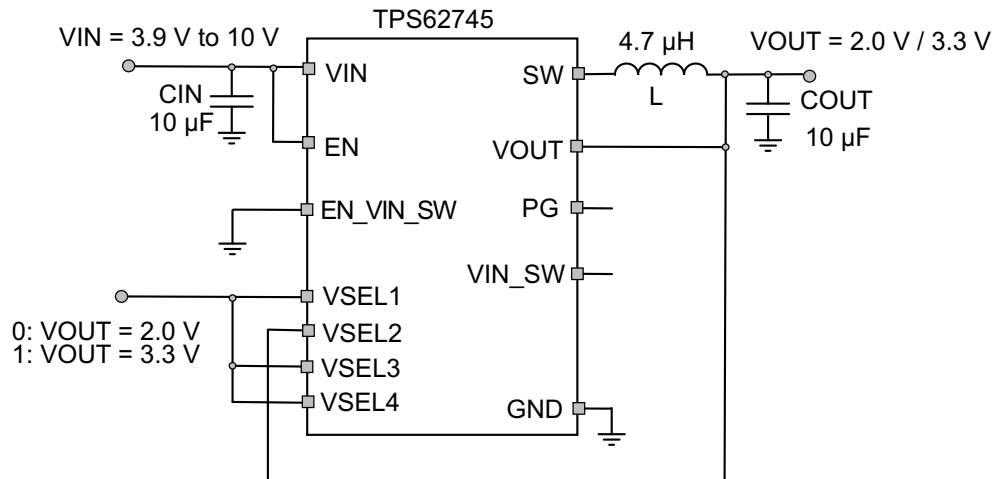 TPS62745
VIN = 3.9 V to 10 V
4.7 µH
VOUT = 2.0 V / 3.3 V
VIN
SW
CIN
10 µF
L
COUT
10 µF
EN
VOUT
EN_VIN_SW
PG
VIN_SW
VSEL1
0: VOUT = 2.0 V
1: VOUT = 3.3 V
VSEL2
VSEL3
VSEL4
GND